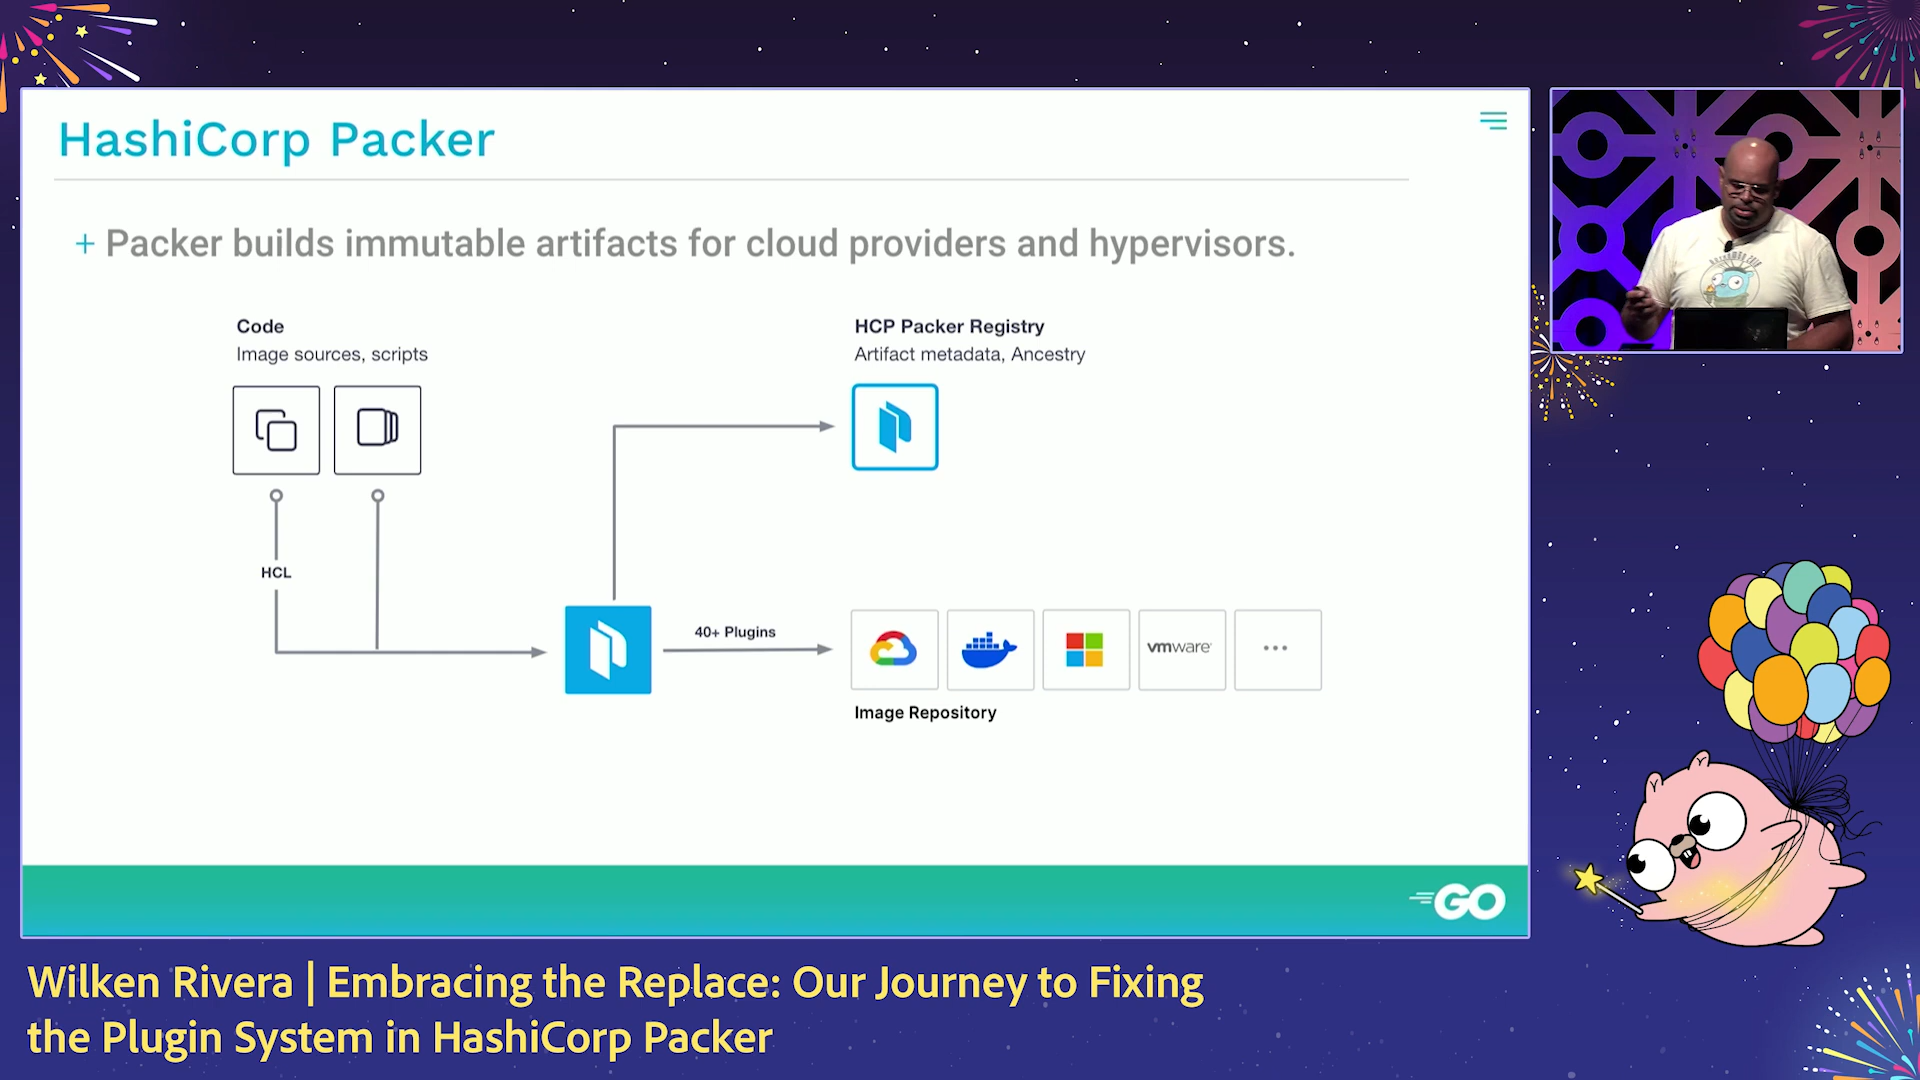 HashiCorp Packer
+ Packer builds immutable artifacts for cloud providers and hypervisors.
Code
Image sources, scripts
HCP Packer Registry
Artifact metadata, Ancestry
HCL
40+ Plugins
vmware
Image Repository
GO
Wilken Rivera | Embracing the Replace: Our Journey to Fixing
the Plugin System in HashiCorp Packer